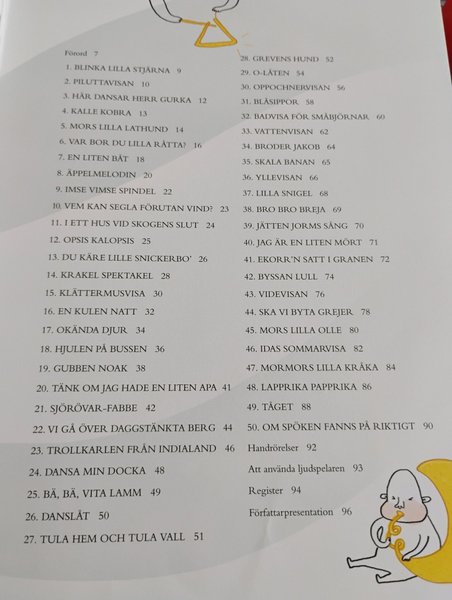 Förord 7
1. BLINKA LILLA STJÄRNA 9
2. PILUTTAVISAN 10
3. HÄR DANSAR HERR GURKA 12
4. KALLE KOBRA 13
5. MORS LILLA LATHUND 14
6. VAR BOR DU LILLA RÅTTA? 16
7. EN LITEN BÅT 18
8. ÄPPELMELODIN 20
9. IMSE VIMSE SPINDEL 22
10. VEM KAN SEGLA FÖRUTAN VIND? 23
11. I ETT HUS VID SKOGENS SLUT 24
12. OPSIS KALOPSIS 25
13. DU KÄRE LILLE SNICKERBO' 26
14. KRAKEL SPEKTAKEL 28
15. KLÄTTERMUSVISA 30
16. EN KULEN NATT 32
17. OKÄNDA DJUR 34
18. HJULEN PÅ BUSSEN 36
19. GUBBEN NOAK 38
20. TÄNK OM JAG HADE EN LITEN APA 41
21. SJÖRÖVAR-FABBE 42
22. VI GÅ ÖVER DAGGSTÄNKTA BERG 44
23. TROLLKARLEN FRÅN INDIALAND 46
24. DANSA MIN DOCKA 48
25. BÄ, BÄ, VITA LAMM 49
26. DANSLÅT 50
27. TULA HEM OCH TULA VALL 51
28. GREVENS HUND 52
29. O-LÅTEN 54
30. OPPOCHNERVISAN 56
31. BLÅSIPPOR 58
32. BADVISA FÖR SMÅBJÖRNAR 60
33. VATTENVISAN 62
34. BRODER JAKOB 64
35. SKALA BANAN 65
36. YLLEVISAN 66
37. LILLA SNIGEL 68
38. BRO BRO BREJA 69
39. JÄTTEN JORMS SÅNG 70
40. JAG ÄR EN LITEN MÖRT 71
41. EKORR'N SATT I GRANEN 72
42. BYSSAN LULL 74
43. VIDEVISAN 76
44. SKA VI BYTA GREJER 78
45. MORS LILLA OLLE 80
46. IDAS SOMMARVISA 82
47. MORMORS LILLA KRÅKA 84
48. LAPPRIKA PAPPRIKA 86
49. TÅGET 88
50. OM SPÖKEN FANNS PÅ RIKTIGT 90
Handrörelser 92
Att använda ljudspelaren 93
Register 94
Författarpresentation 96